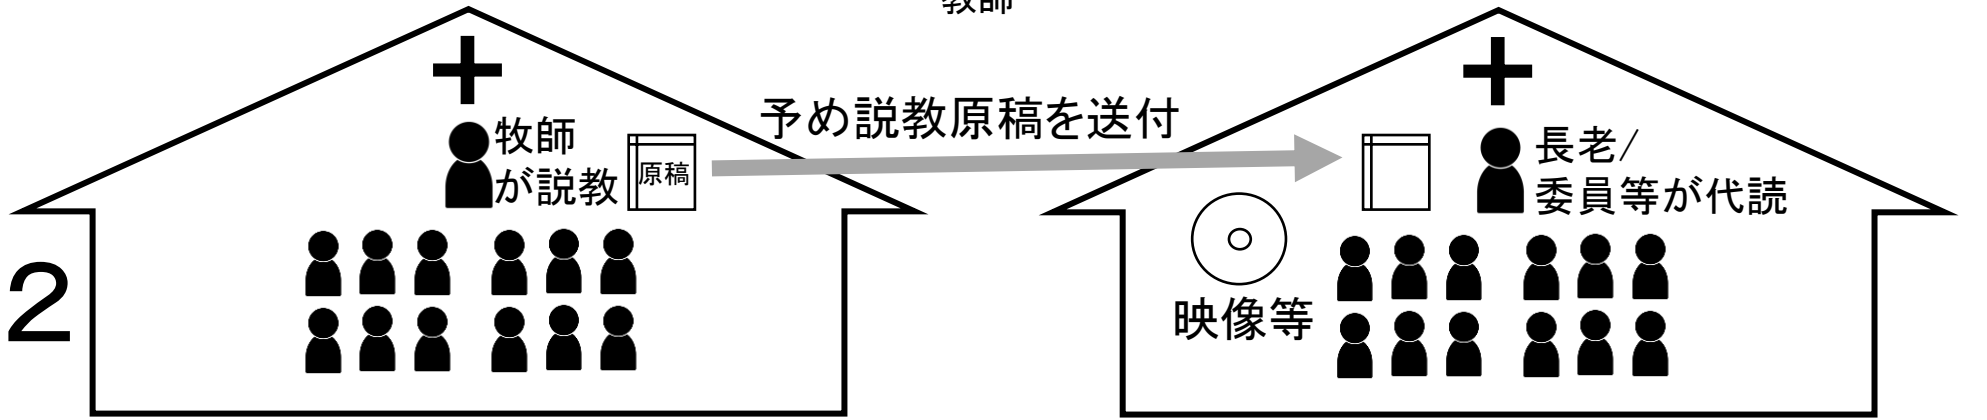 教師
予め説教原稿を送付
牧師
が説教
原稿
長老/
委員等が代読
2
映像等